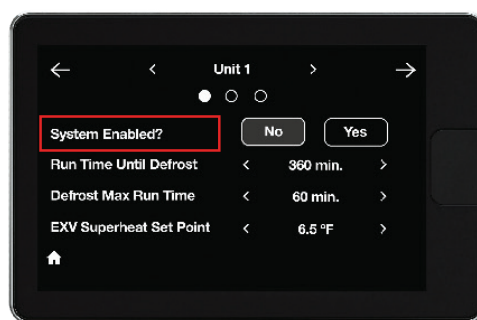 Unit 1
System Enabled? No Yes
Run Time Until Defrost 360 min.
Defrost Max Run Time 60 min.
EXV Superheat Set Point 6.5 ºF